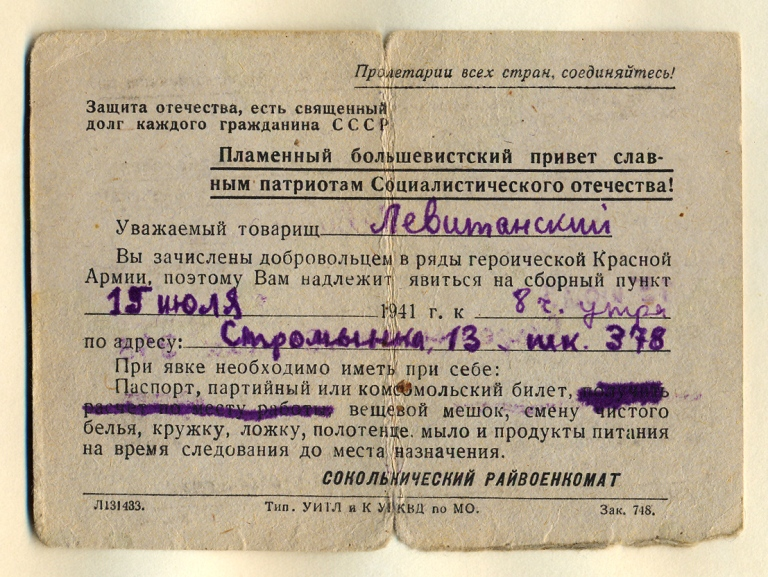 Пролетарии всех стран, соединяйтесь!
Защита отечества, есть священный
долг каждого гражданина СССР
Пламенный большевистский привет слав-
ным патриотам Социалистического отечества!
Уважаемый товарищ Левитанский
Вы зачислены добровольцем в ряды героической Красной
Армии, поэтому Вам надлежит явиться на сборный пункт
15 июля 1941 г. к 8 ч. утра
по адресу: Стромынка, 13 шк. 378
При явке необходимо иметь при себе:
Паспорт, партийный или комсомольский билет,
вещевой мешок, смену чистого
белья, кружку, ложку, полотенце. мыло и продукты питания
на время следования до места назначения.
СОКОЛЬНИЧЕСКИЙ РАЙВОЕНКОМАТ
Л131433. Тип. УИТЛ и К УНКВД по МО. Зак. 748.